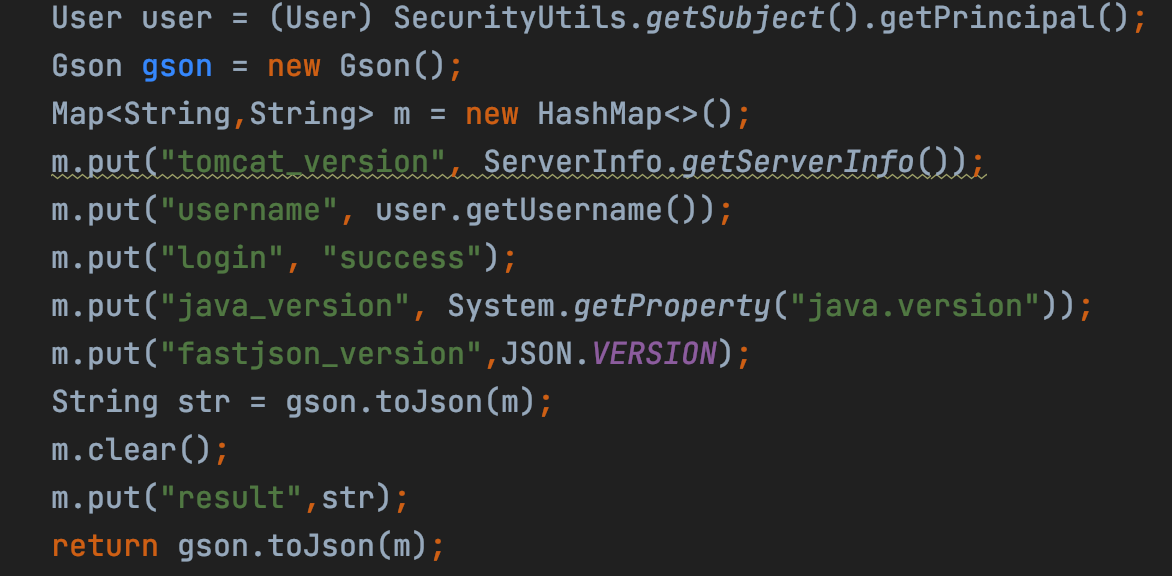 User user = (User) SecurityUtils.getSubject().getPrincipal();
Gson gson = new Gson();
Map<String,String> m = new HashMap<>();
m.put("tomcat_version", ServerInfo.getServerInfo());
m.put("username", user.getUsername());
m.put("login", "success");
m.put("java_version", System.getProperty("java.version"));
m.put("fastjson_version",JSON.VERSION);
String str = gson.toJson(m);
m.clear();
m.put("result",str);
return gson.toJson(m);